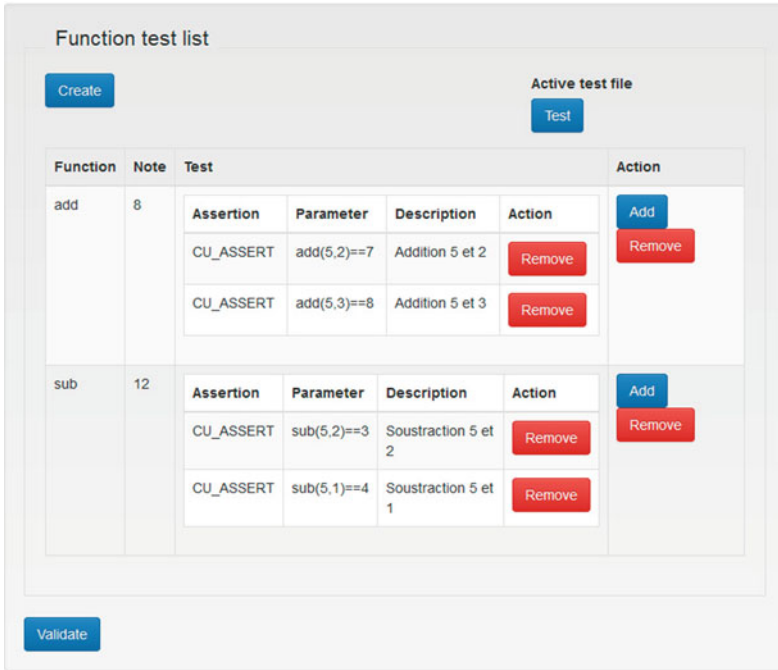 Function test list
Create
Active test file
Test
Function Note Test Action
add 8
Assertion Parameter Description Action
CU_ASSERT add(5,2)==7 Addition 5 et 2 Remove
CU_ASSERT add(5,3)==8 Addition 5 et 3 Remove
Add
Remove
sub 12
Assertion Parameter Description Action
CU_ASSERT sub(5,2)==3 Soustraction 5 et
2
Remove
CU_ASSERT sub(5,1)==4 Soustraction 5 et
1
Remove
Add
Remove
Validate